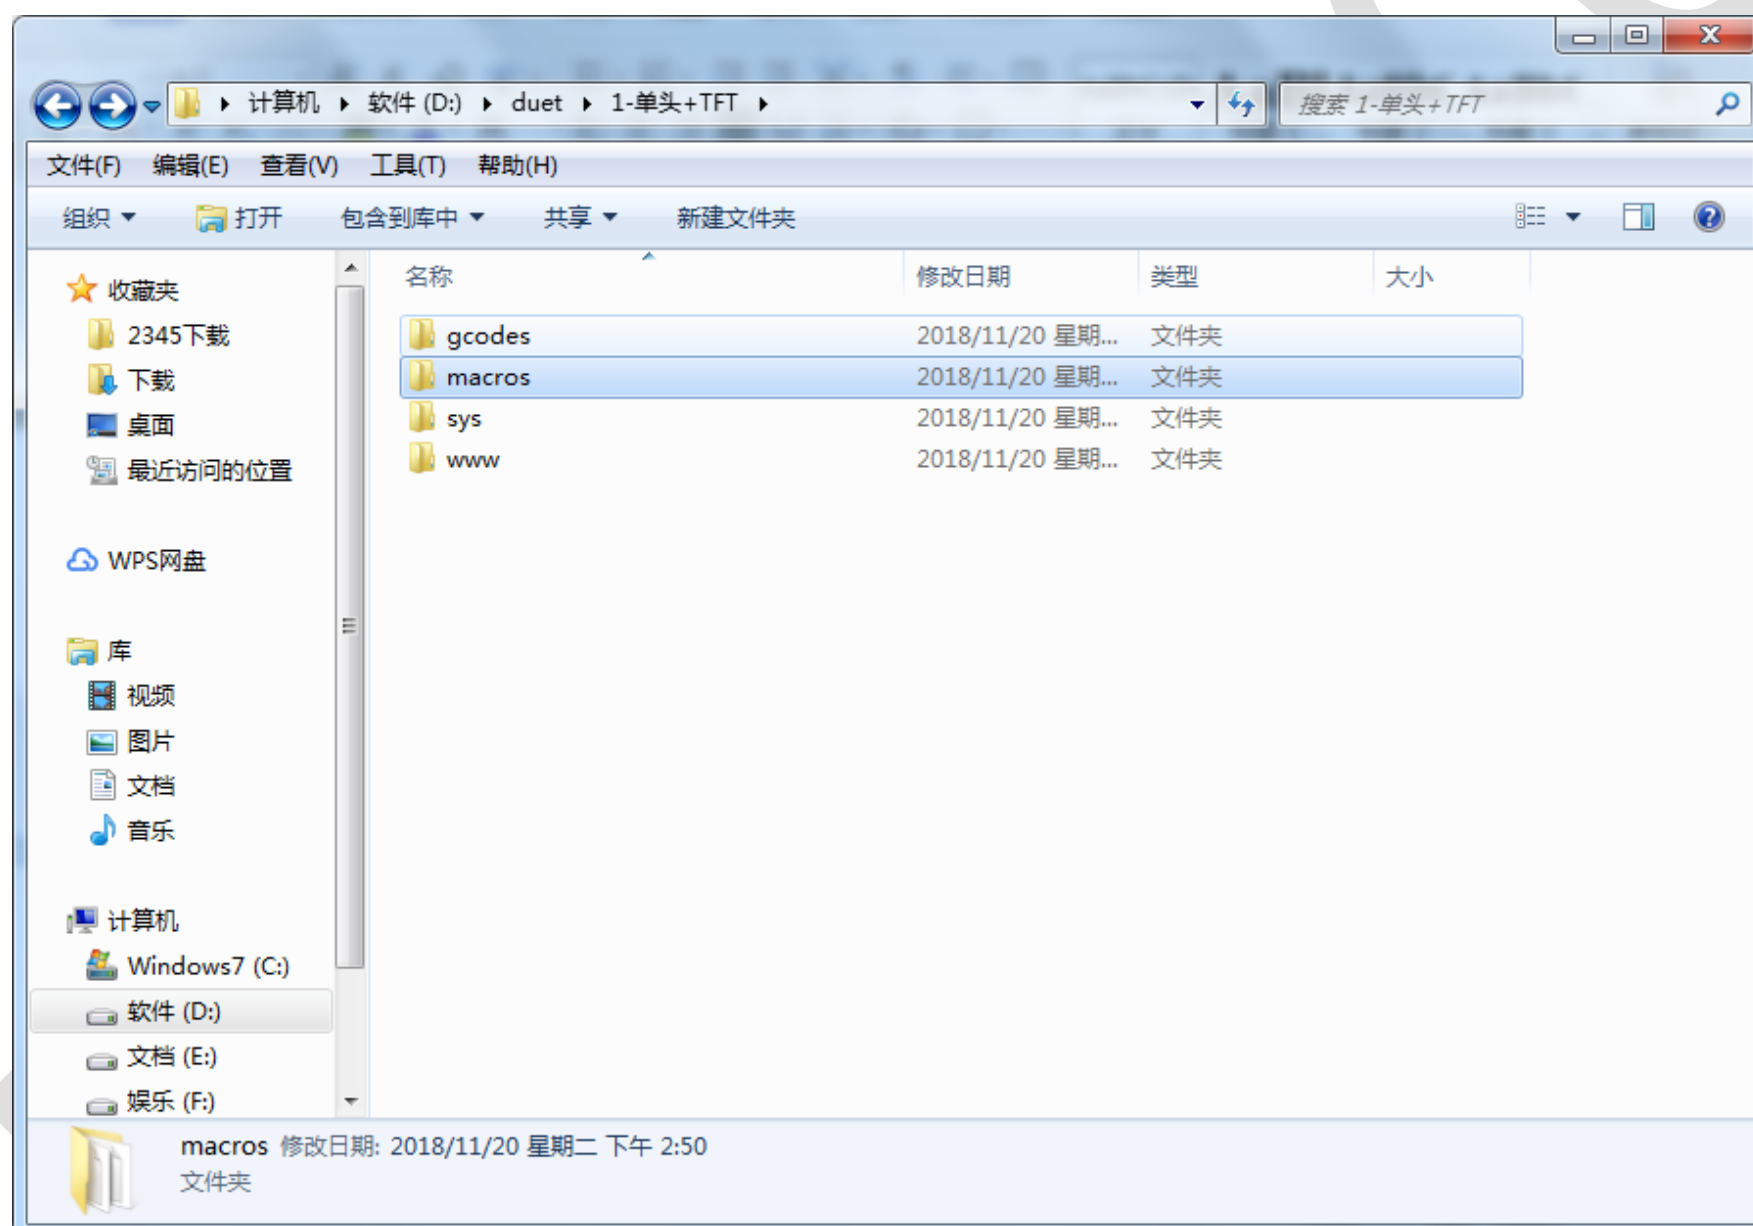 计算机 软件 (D:) duet 1-单头+TFT 搜索 1-单头+TFT
文件(F) 编辑(E) 查看(V) 工具(T) 帮助(H)
组织 打开 包含到库中 共享 新建文件夹
收藏夹
2345下载
下载
桌面
最近访问的位置
WPS网盘
库
视频
图片
文档
音乐
计算机
Windows7 (C:)
软件 (D:)
文档 (E:)
娱乐 (F:)
名称 修改日期 类型 大小
gcodes 2018/11/20 星期... 文件夹
macros 2018/11/20 星期... 文件夹
sys 2018/11/20 星期... 文件夹
www 2018/11/20 星期... 文件夹
macros 修改日期: 2018/11/20 星期二 下午 2:50
文件夹